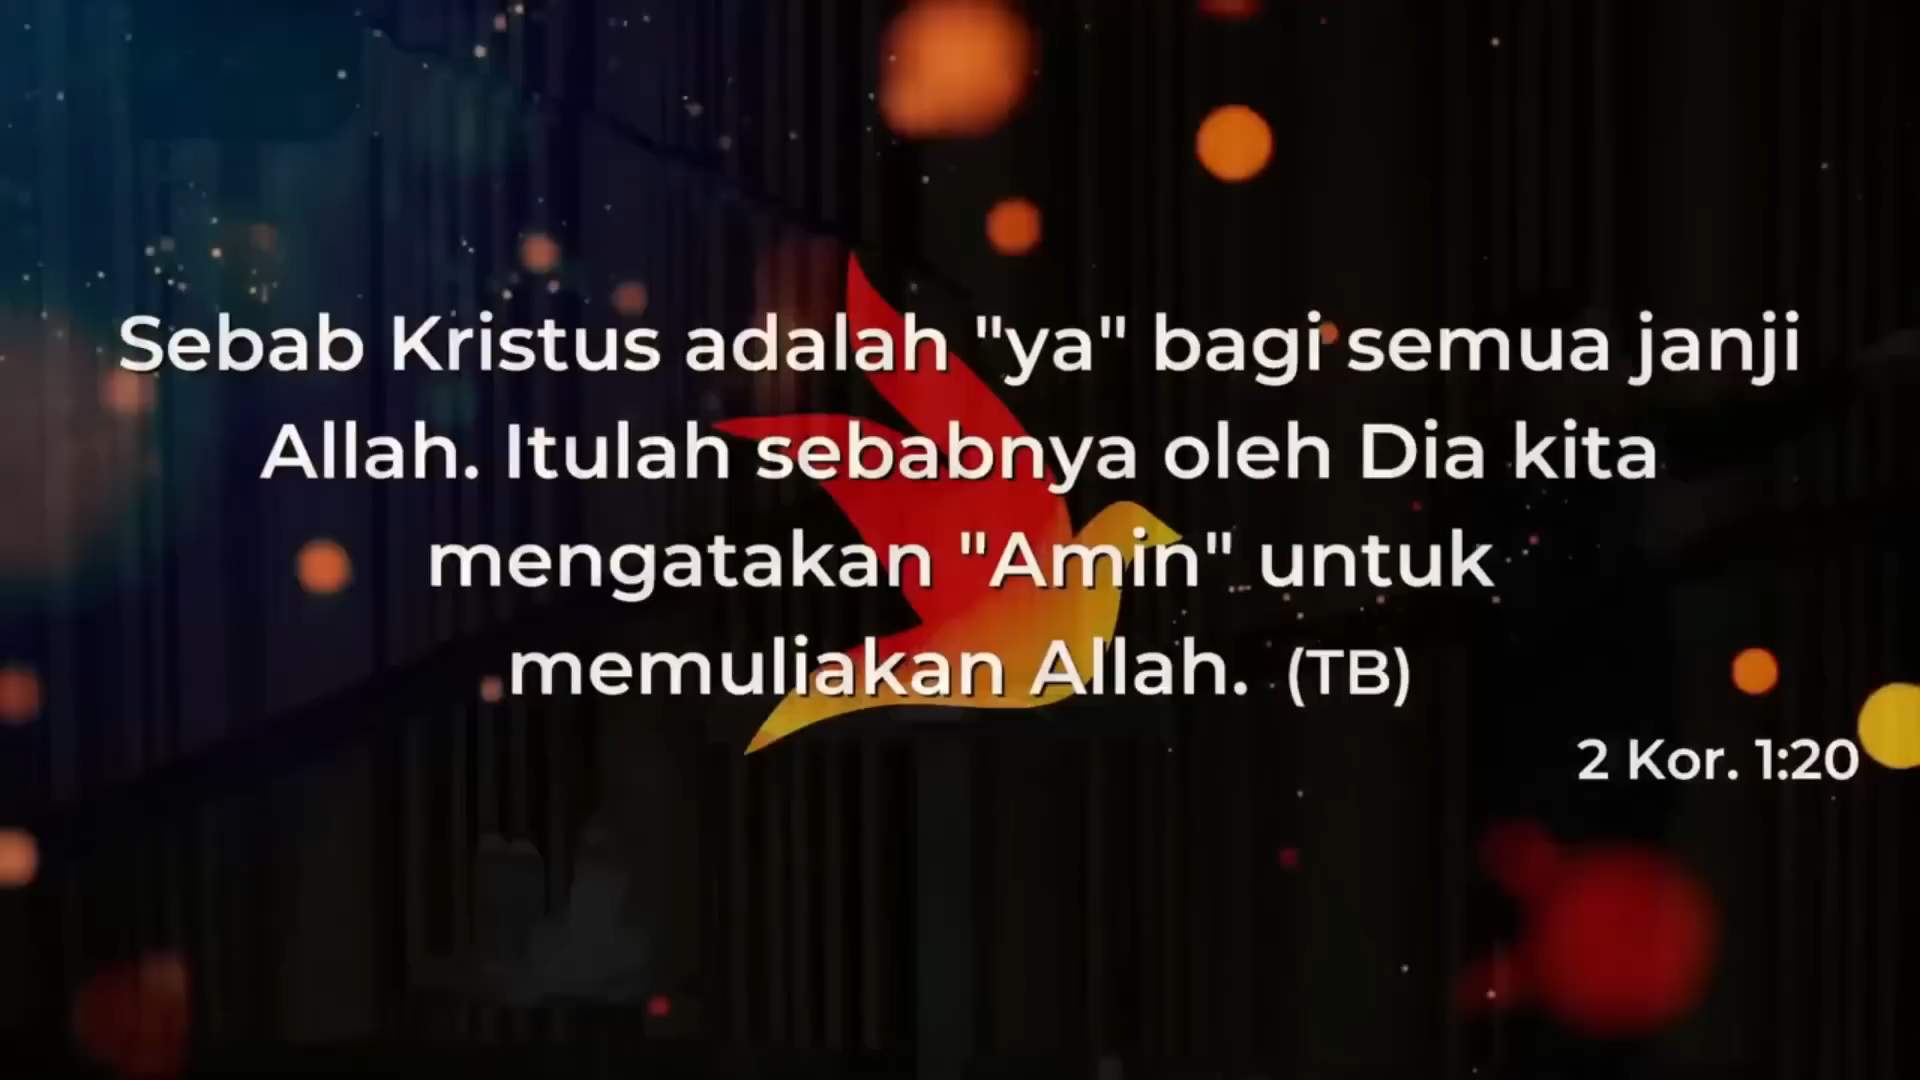 Sebab Kristus adalah "ya" bagi semua janji
Allah. Itulah sebabnya oleh Dia kita
mengatakan "Amin" untuk
memuliakan Allah. (TB)
2 Kor. 1:20